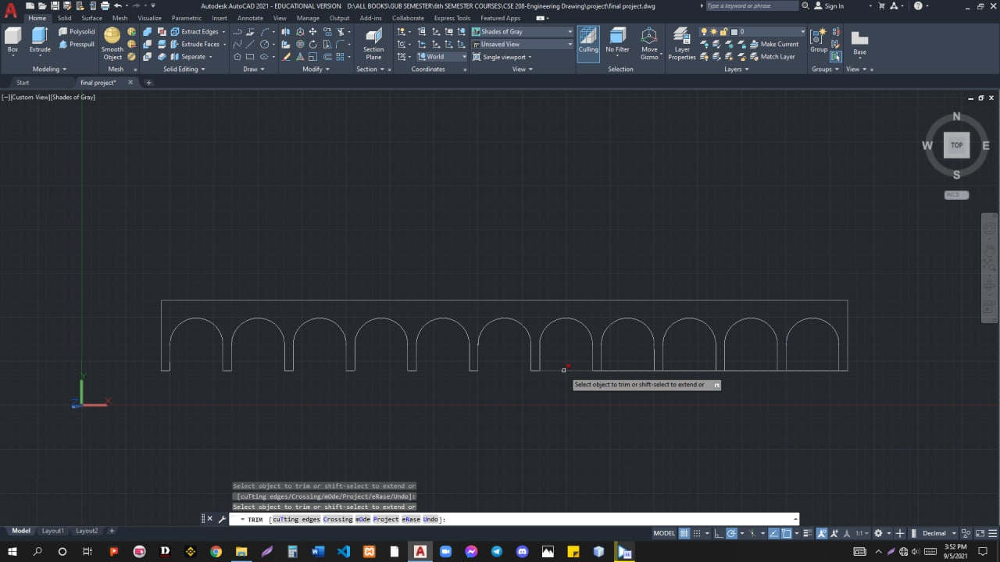 Autodesk AutoCAD 2021 - EDUCATIONAL VERSION D:\ALL BOOKS\GUB SEMESTER\6th SEMESTER COURSES\CSE 208-Engineering Drawing\project\final project.dwg
Type a keyword or phrase
Sign In
Home Solid Surface Mesh Visualize Parametric Insert Annotate View Manage Output Add-ins Collaborate Express Tools Featured Apps
Polysolid
Presspull
Extract Edges
Extrude Faces
Separate
Shades of Gray
Unsaved View
World
Single viewport
0
Make Current
Match Layer
Box Extrude
Smooth Object
Section Plane
Culling No Filter
Move Gizmo
Layer Properties
Group
Base
Modeling Mesh Solid Editing Draw Modify Section Coordinates View Selection Layers Groups View
Start final project*
[−][Custom View][Shades of Gray]
N
W TOP E
S
WCS
Y
Z X
Select object to trim or shift-select to extend or
Select object to trim or shift-select to extend or
[cuTting edges/Crossing/mOde/Project/eRase/Undo]:
Select object to trim or shift-select to extend or
TRIM [cuTting edges Crossing mOde Project eRase Undo]:
Model Layout1 Layout2
MODEL 1:1 Decimal
3:52 PM
9/5/2021